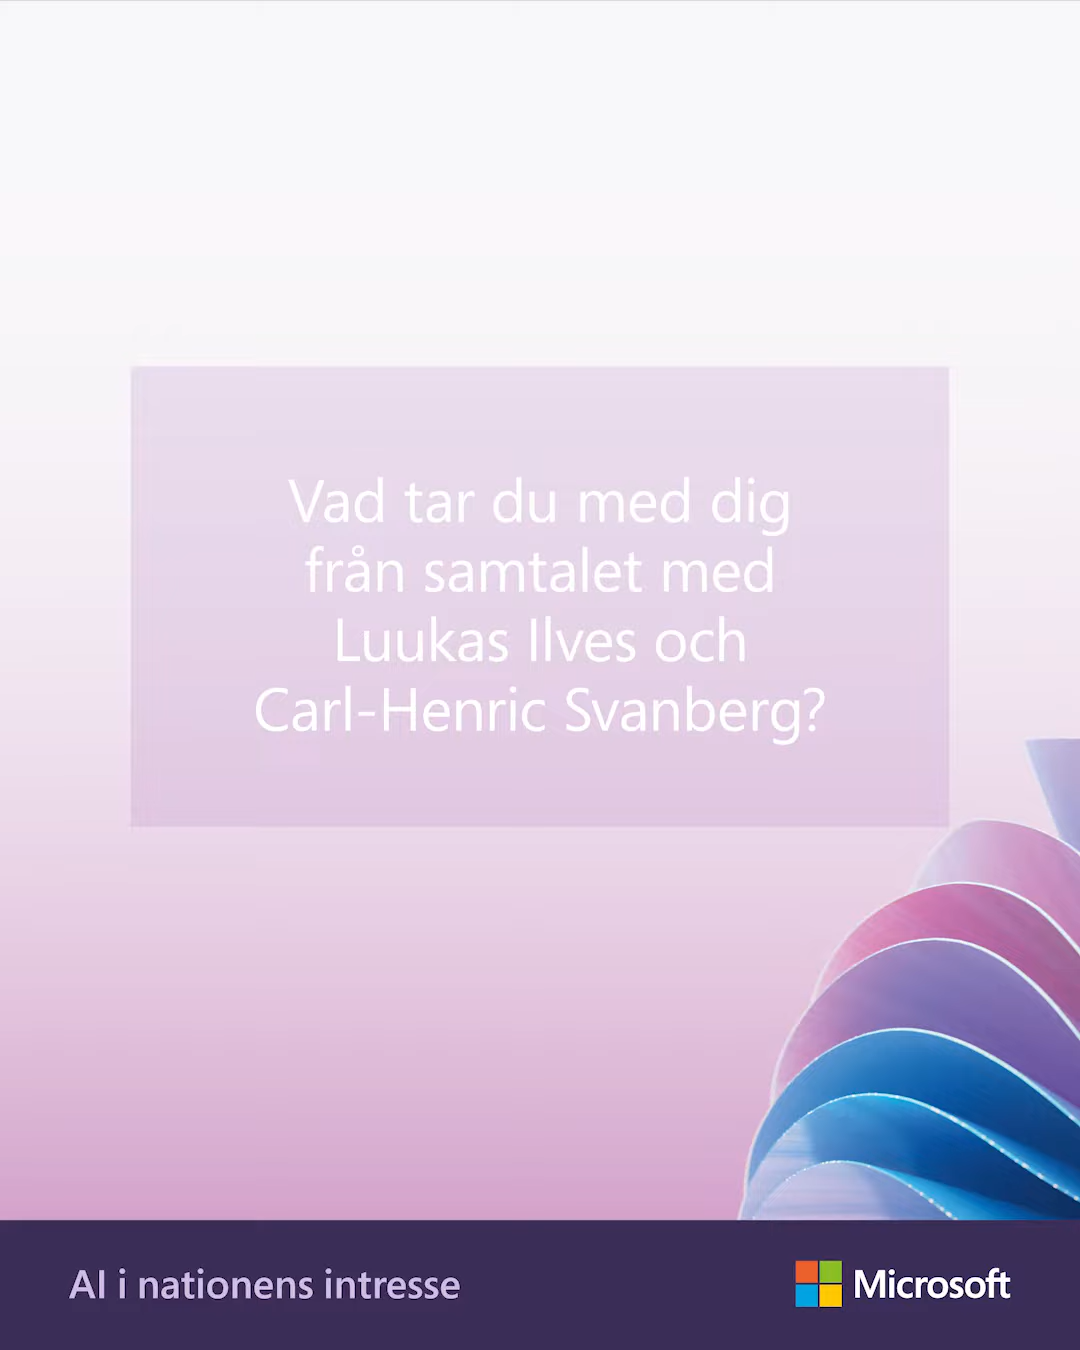 Vad tar du med dig
från samtalet med
Luukas Ilves och
Carl-Henric Svanberg?
AI i nationens intresse
Microsoft